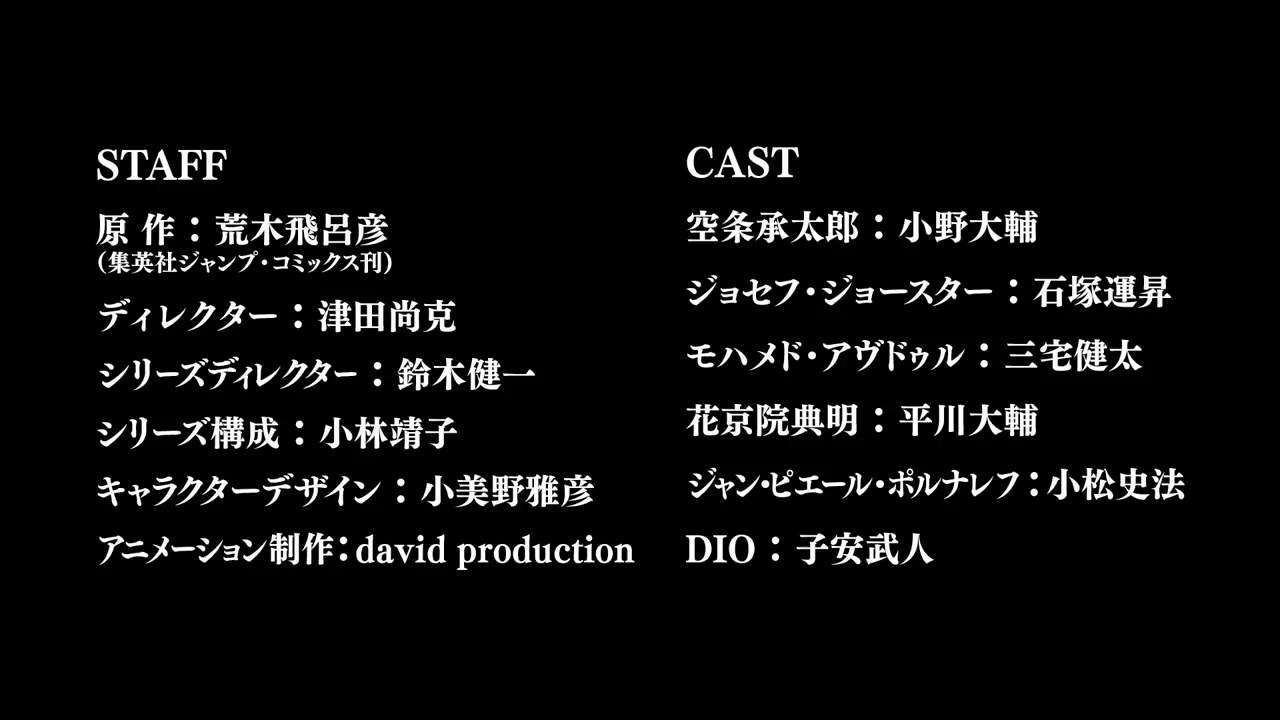 STAFF
原 作：荒木飛呂彦
（集英社ジャンプ・コミックス刊）
ディレクター：津田尚克
シリーズディレクター：鈴木健一
シリーズ構成：小林靖子
キャラクターデザイン：小美野雅彦
アニメーション制作：david production
CAST
空条承太郎：小野大輔
ジョセフ・ジョースター：石塚運昇
モハメド・アヴドゥル：三宅健太
花京院典明：平川大輔
ジャン・ピエール・ポルナレフ：小松史法
DIO：子安武人